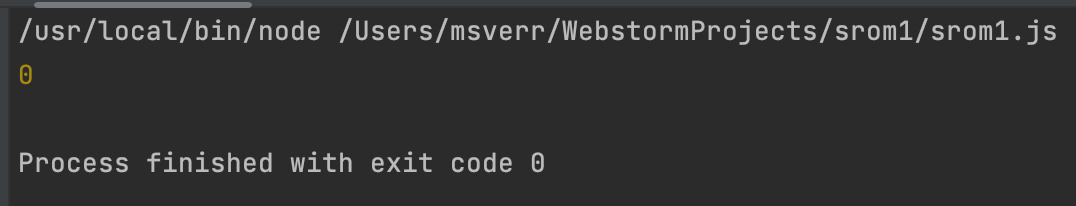 /usr/local/bin/node /Users/msverr/WebstormProjects/srom1/srom1.js
0
Process finished with exit code 0